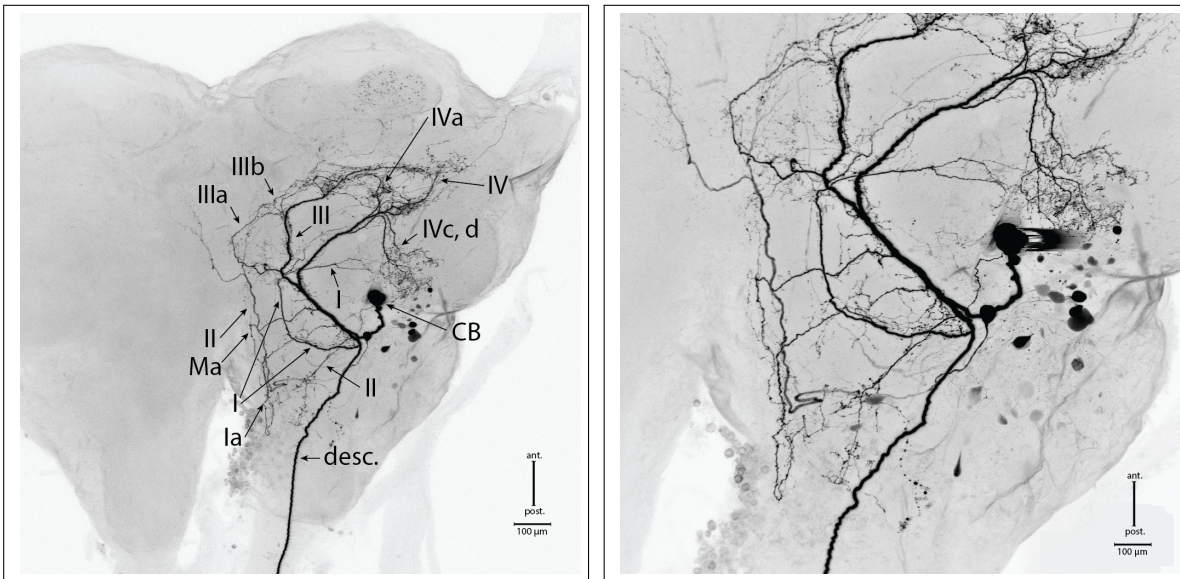 IVa
IIIb
IV
IIIa
III
IVc, d
I
II
CB
Ma
I
II
Ia
desc.
ant.
post.
100 μm
ant.
post.
100 μm